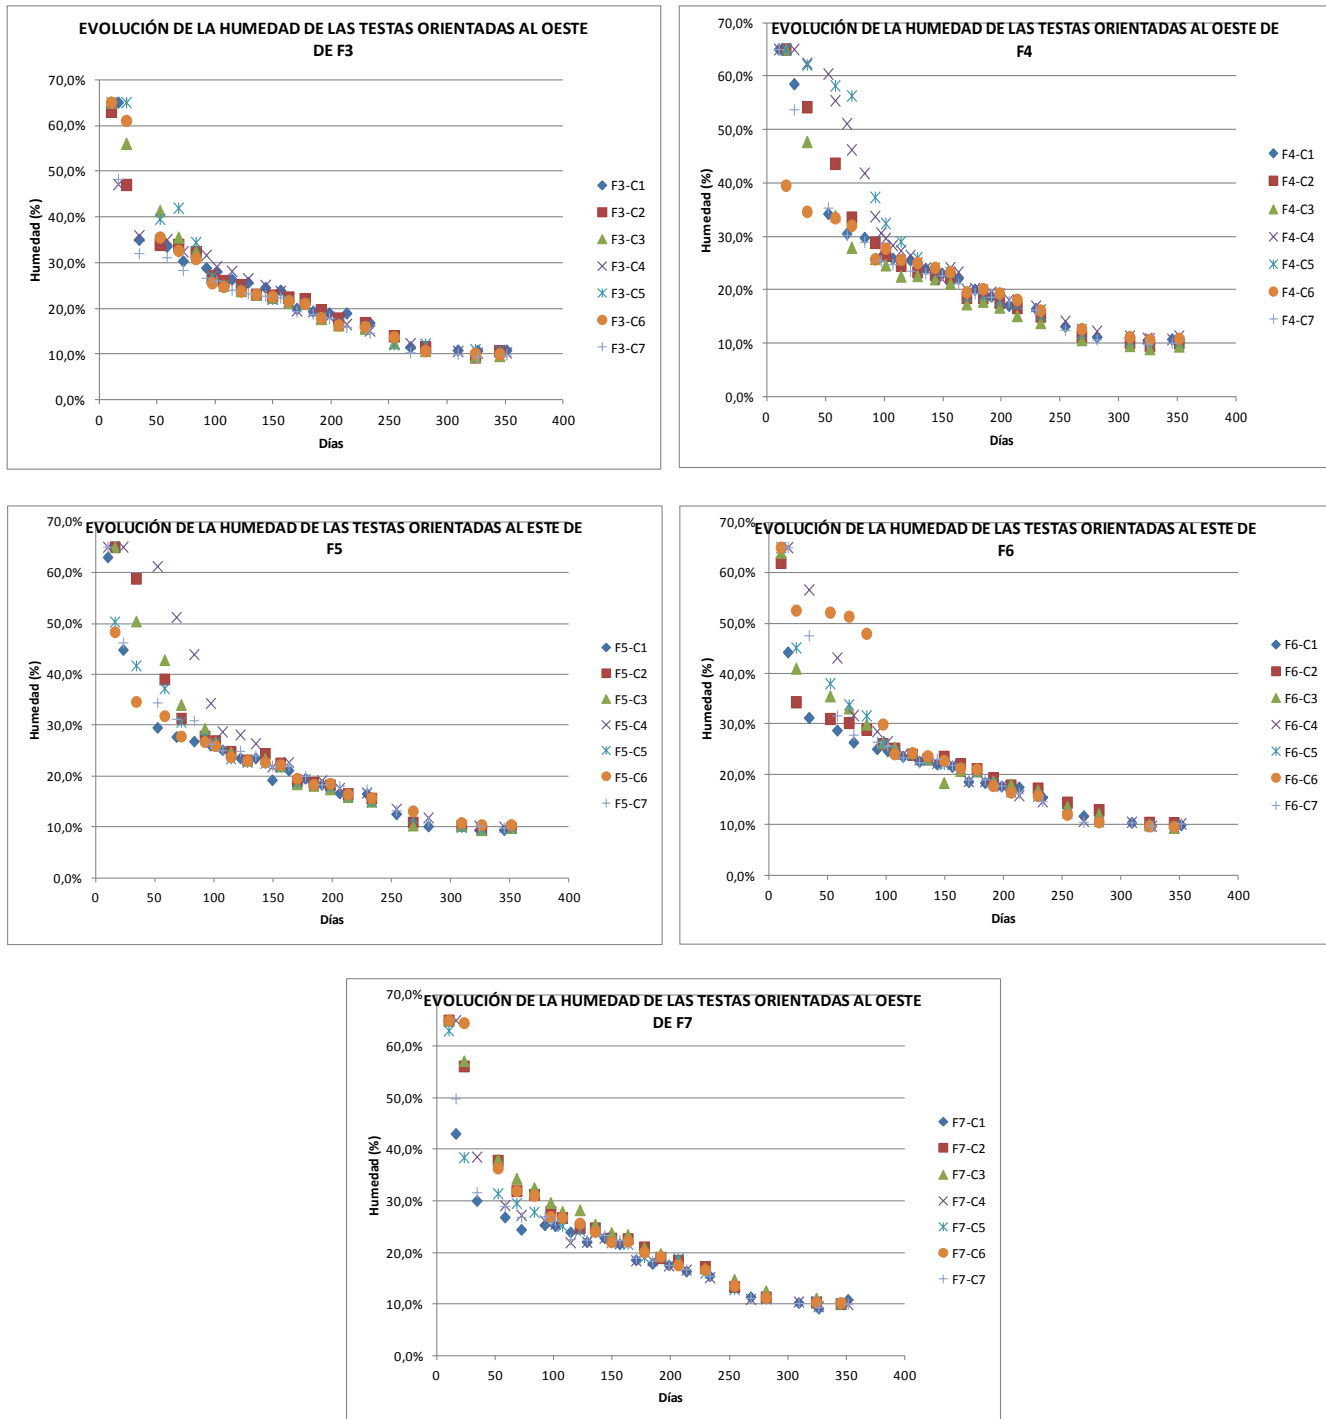 EVOLUCIÓN DE LA HUMEDAD DE LAS TESTAS ORIENTADAS AL OESTE
DE F3
70,0%
60,0%
50,0%
40,0%
30,0%
20,0%
10,0%
0,0%
Humedad (%)
0 50 100 150 200 250 300 350 400
Días
F3-C1
F3-C2
F3-C3
F3-C4
F3-C5
F3-C6
F3-C7
EVOLUCIÓN DE LA HUMEDAD DE LAS TESTAS ORIENTADAS AL OESTE DE
F4
70,0%
60,0%
50,0%
40,0%
30,0%
20,0%
10,0%
0,0%
Humedad (%)
0 50 100 150 200 250 300 350 400
Días
F4-C1
F4-C2
F4-C3
F4-C4
F4-C5
F4-C6
F4-C7
EVOLUCIÓN DE LA HUMEDAD DE LAS TESTAS ORIENTADAS AL ESTE DE
F5
70,0%
60,0%
50,0%
40,0%
30,0%
20,0%
10,0%
0,0%
Humedad (%)
0 50 100 150 200 250 300 350 400
Días
F5-C1
F5-C2
F5-C3
F5-C4
F5-C5
F5-C6
F5-C7
EVOLUCIÓN DE LA HUMEDAD DE LAS TESTAS ORIENTADAS AL ESTE DE
F6
70,0%
60,0%
50,0%
40,0%
30,0%
20,0%
10,0%
0,0%
Humedad (%)
0 50 100 150 200 250 300 350 400
Días
F6-C1
F6-C2
F6-C3
F6-C4
F6-C5
F6-C6
F6-C7
EVOLUCIÓN DE LA HUMEDAD DE LAS TESTAS ORIENTADAS AL OESTE
DE F7
70,0%
60,0%
50,0%
40,0%
30,0%
20,0%
10,0%
0,0%
Humedad (%)
0 50 100 150 200 250 300 350 400
Días
F7-C1
F7-C2
F7-C3
F7-C4
F7-C5
F7-C6
F7-C7